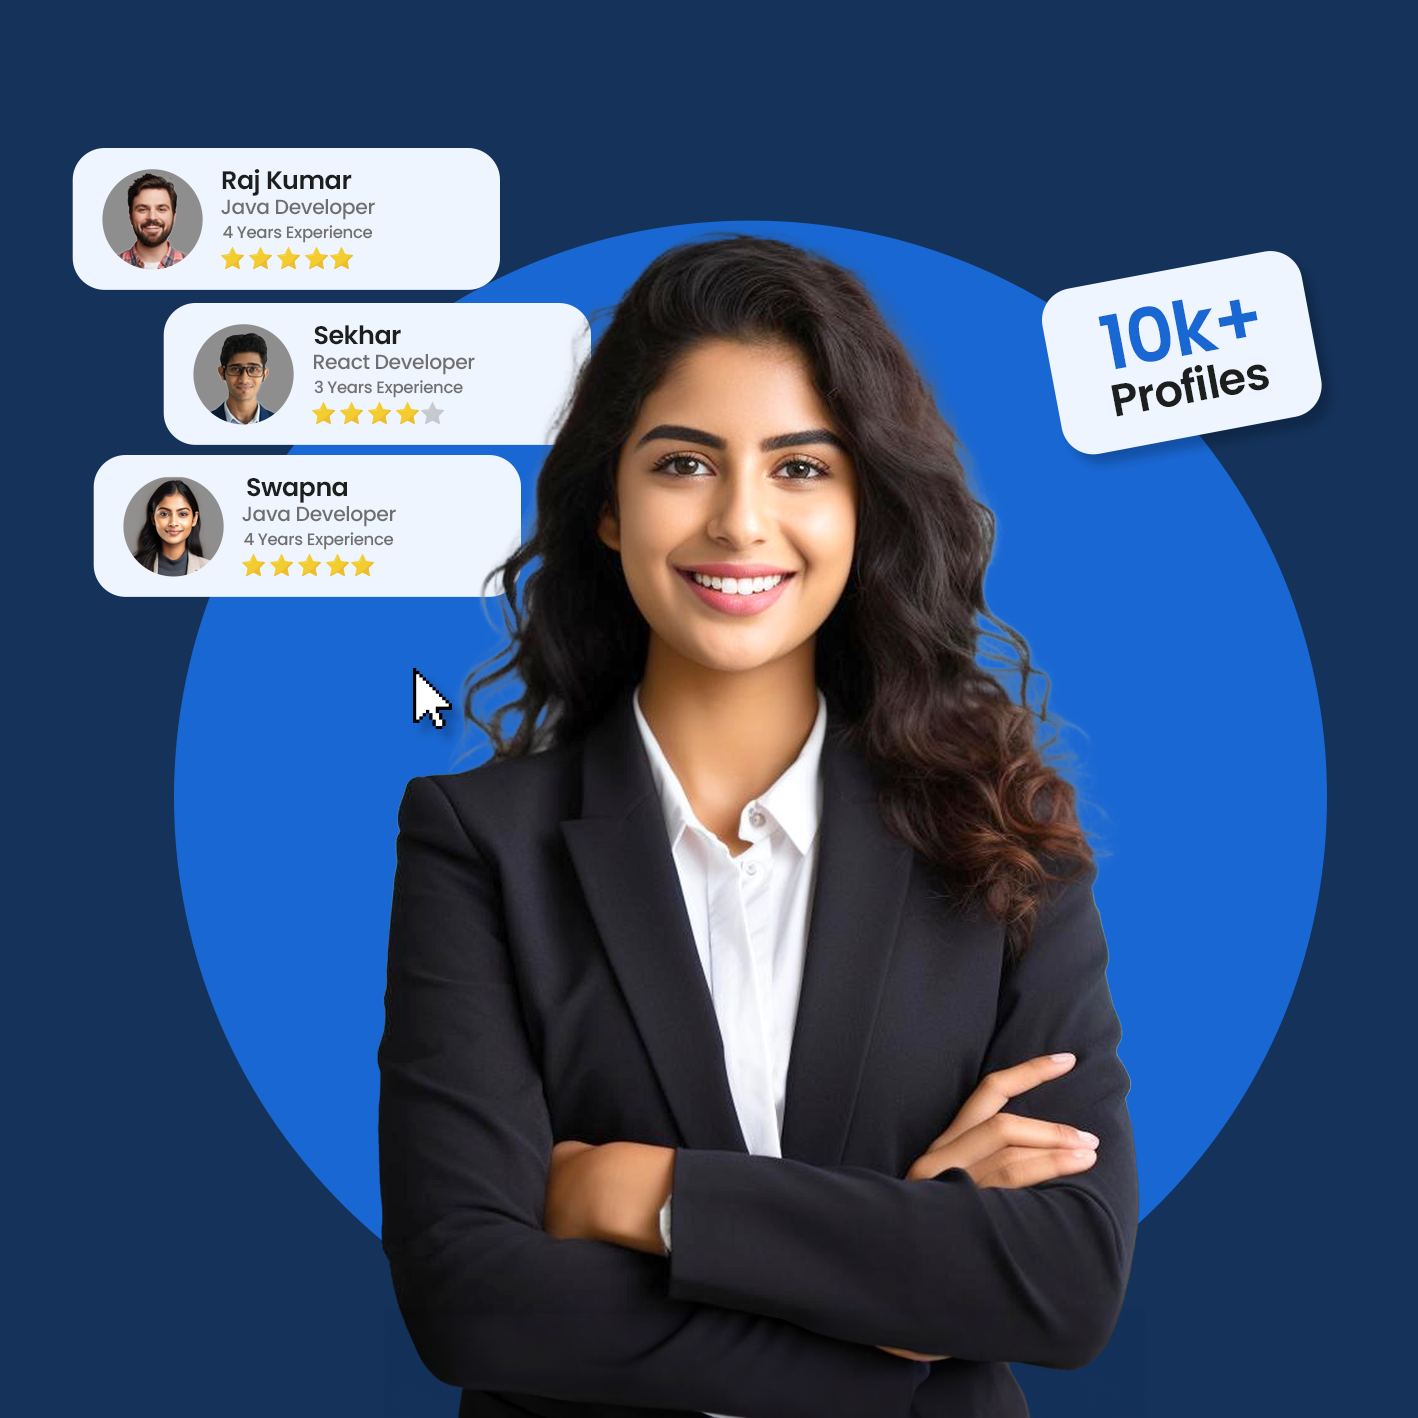 Raj Kumar
Java Developer
4 Years Experience
Sekhar
React Developer
3 Years Experience
Swapna
Java Developer
4 Years Experience
10k+
Profiles